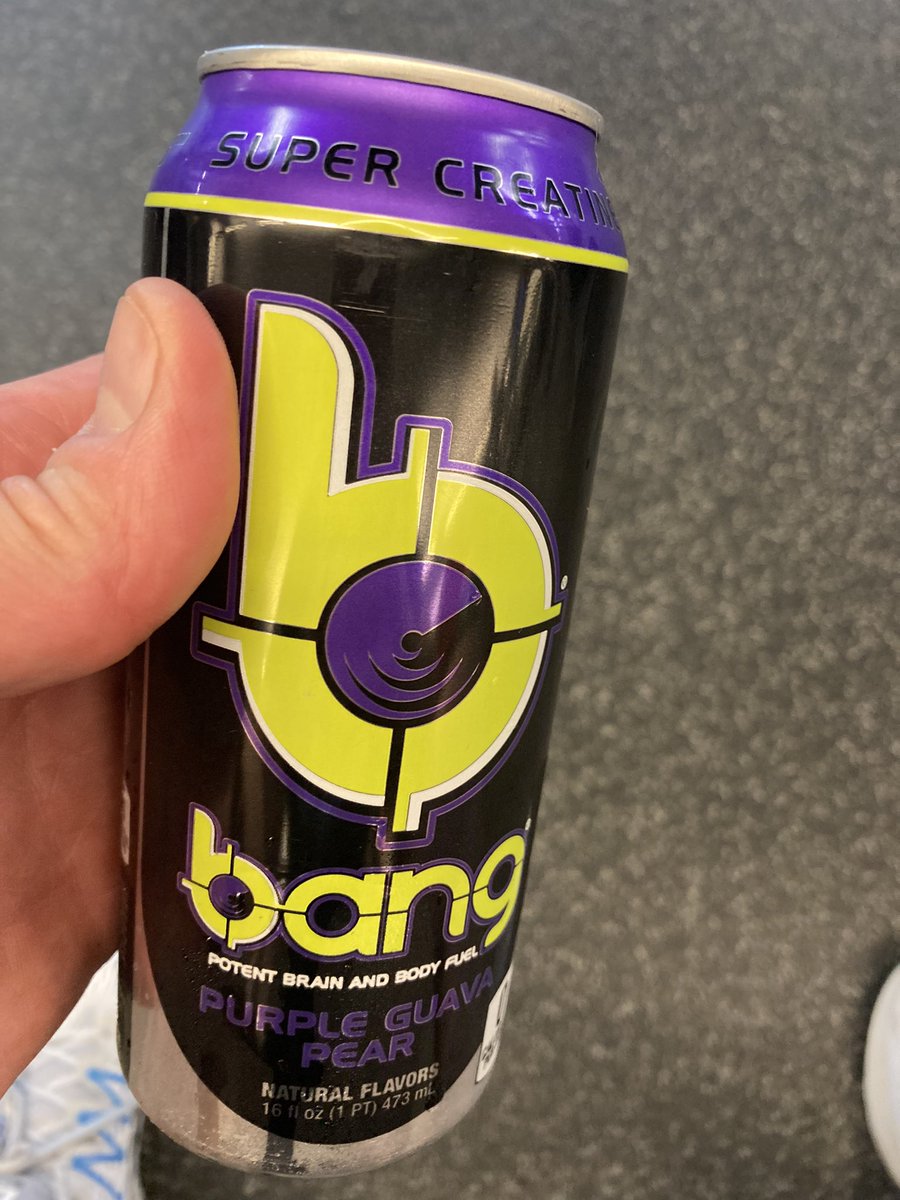 SUPER CREATINE
b
bang
POTENT BRAIN AND BODY FUEL
PURPLE GUAVA
PEAR
NATURAL FLAVORS
16 fl oz (1 PT) 473 mL